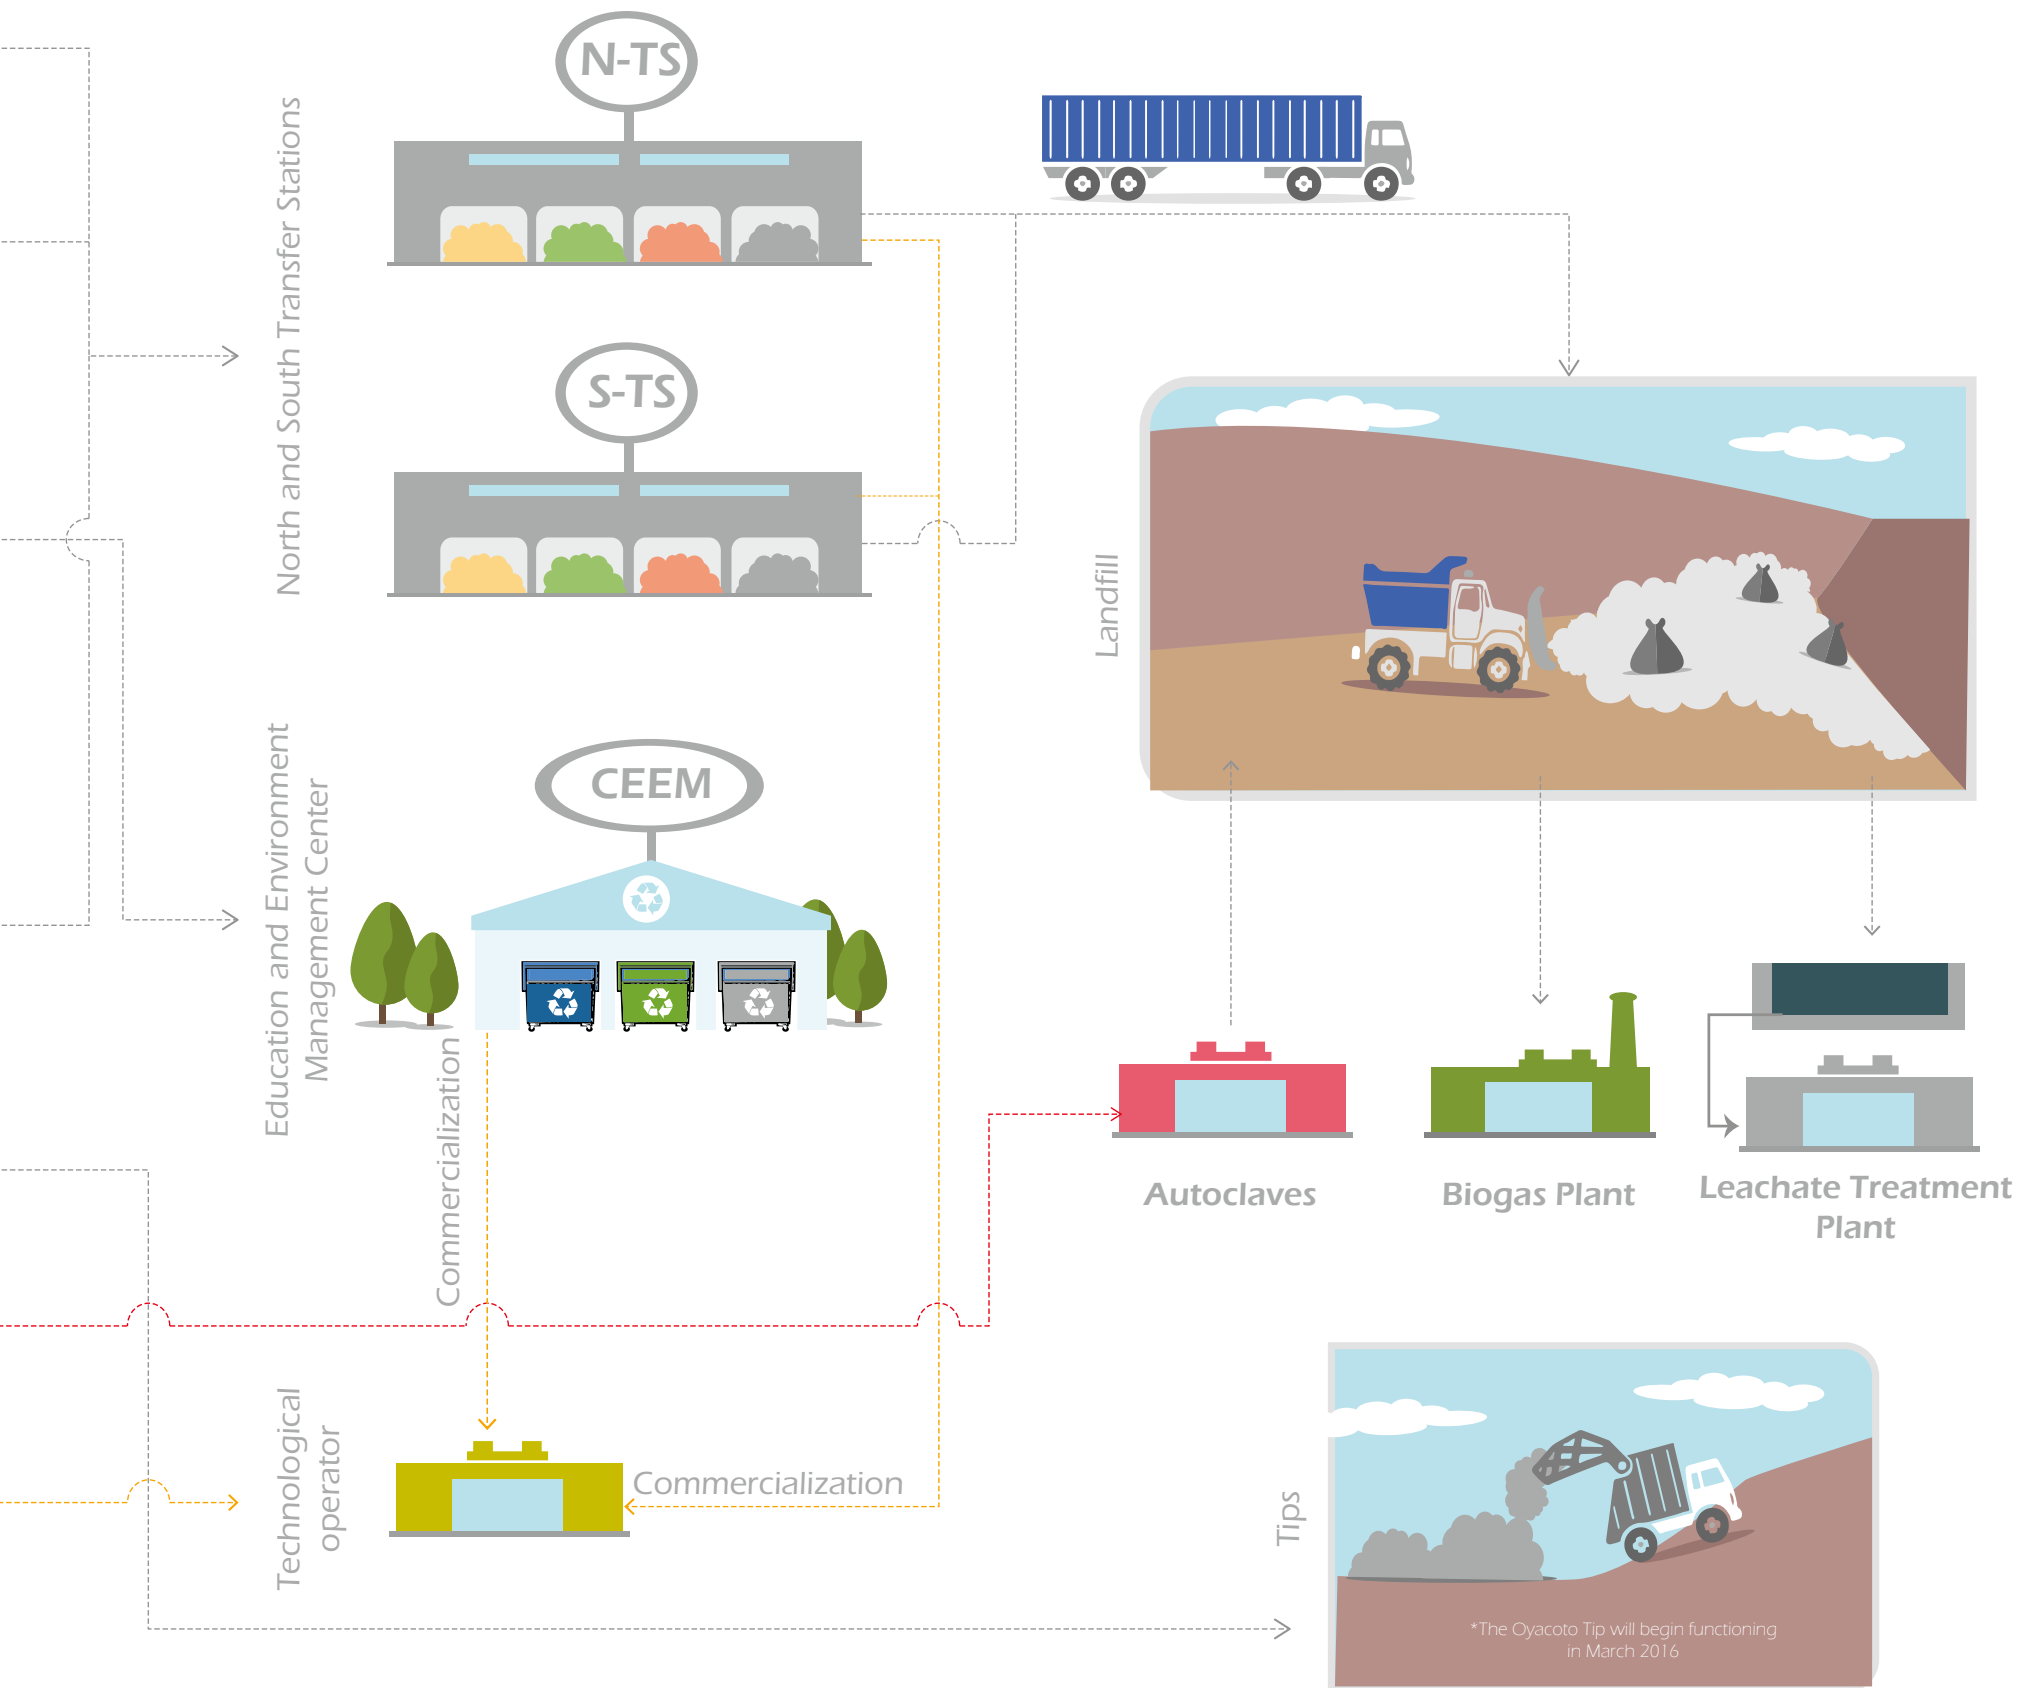 N-TS
North and South Transfer Stations
S-TS
Landfill
CEEM
Education and Environment
Management Center
Commercialization
Autoclaves
Biogas Plant
Leachate Treatment
Plant
Technological
operator
Commercialization
Tips
*The Oyacoto Tip will begin functioning
in March 2016